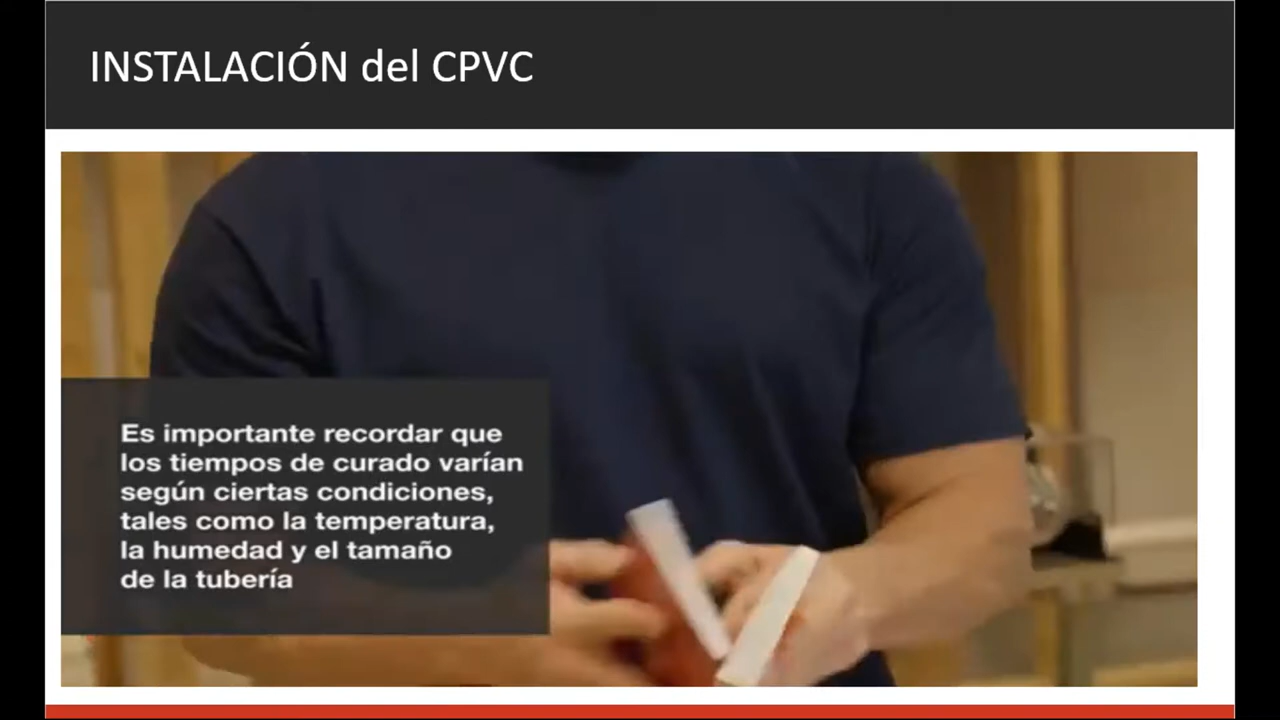 INSTALACIÓN del CPVC
Es importante recordar que
los tiempos de curado varían
según ciertas condiciones,
tales como la temperatura,
la humedad y el tamaño
de la tubería